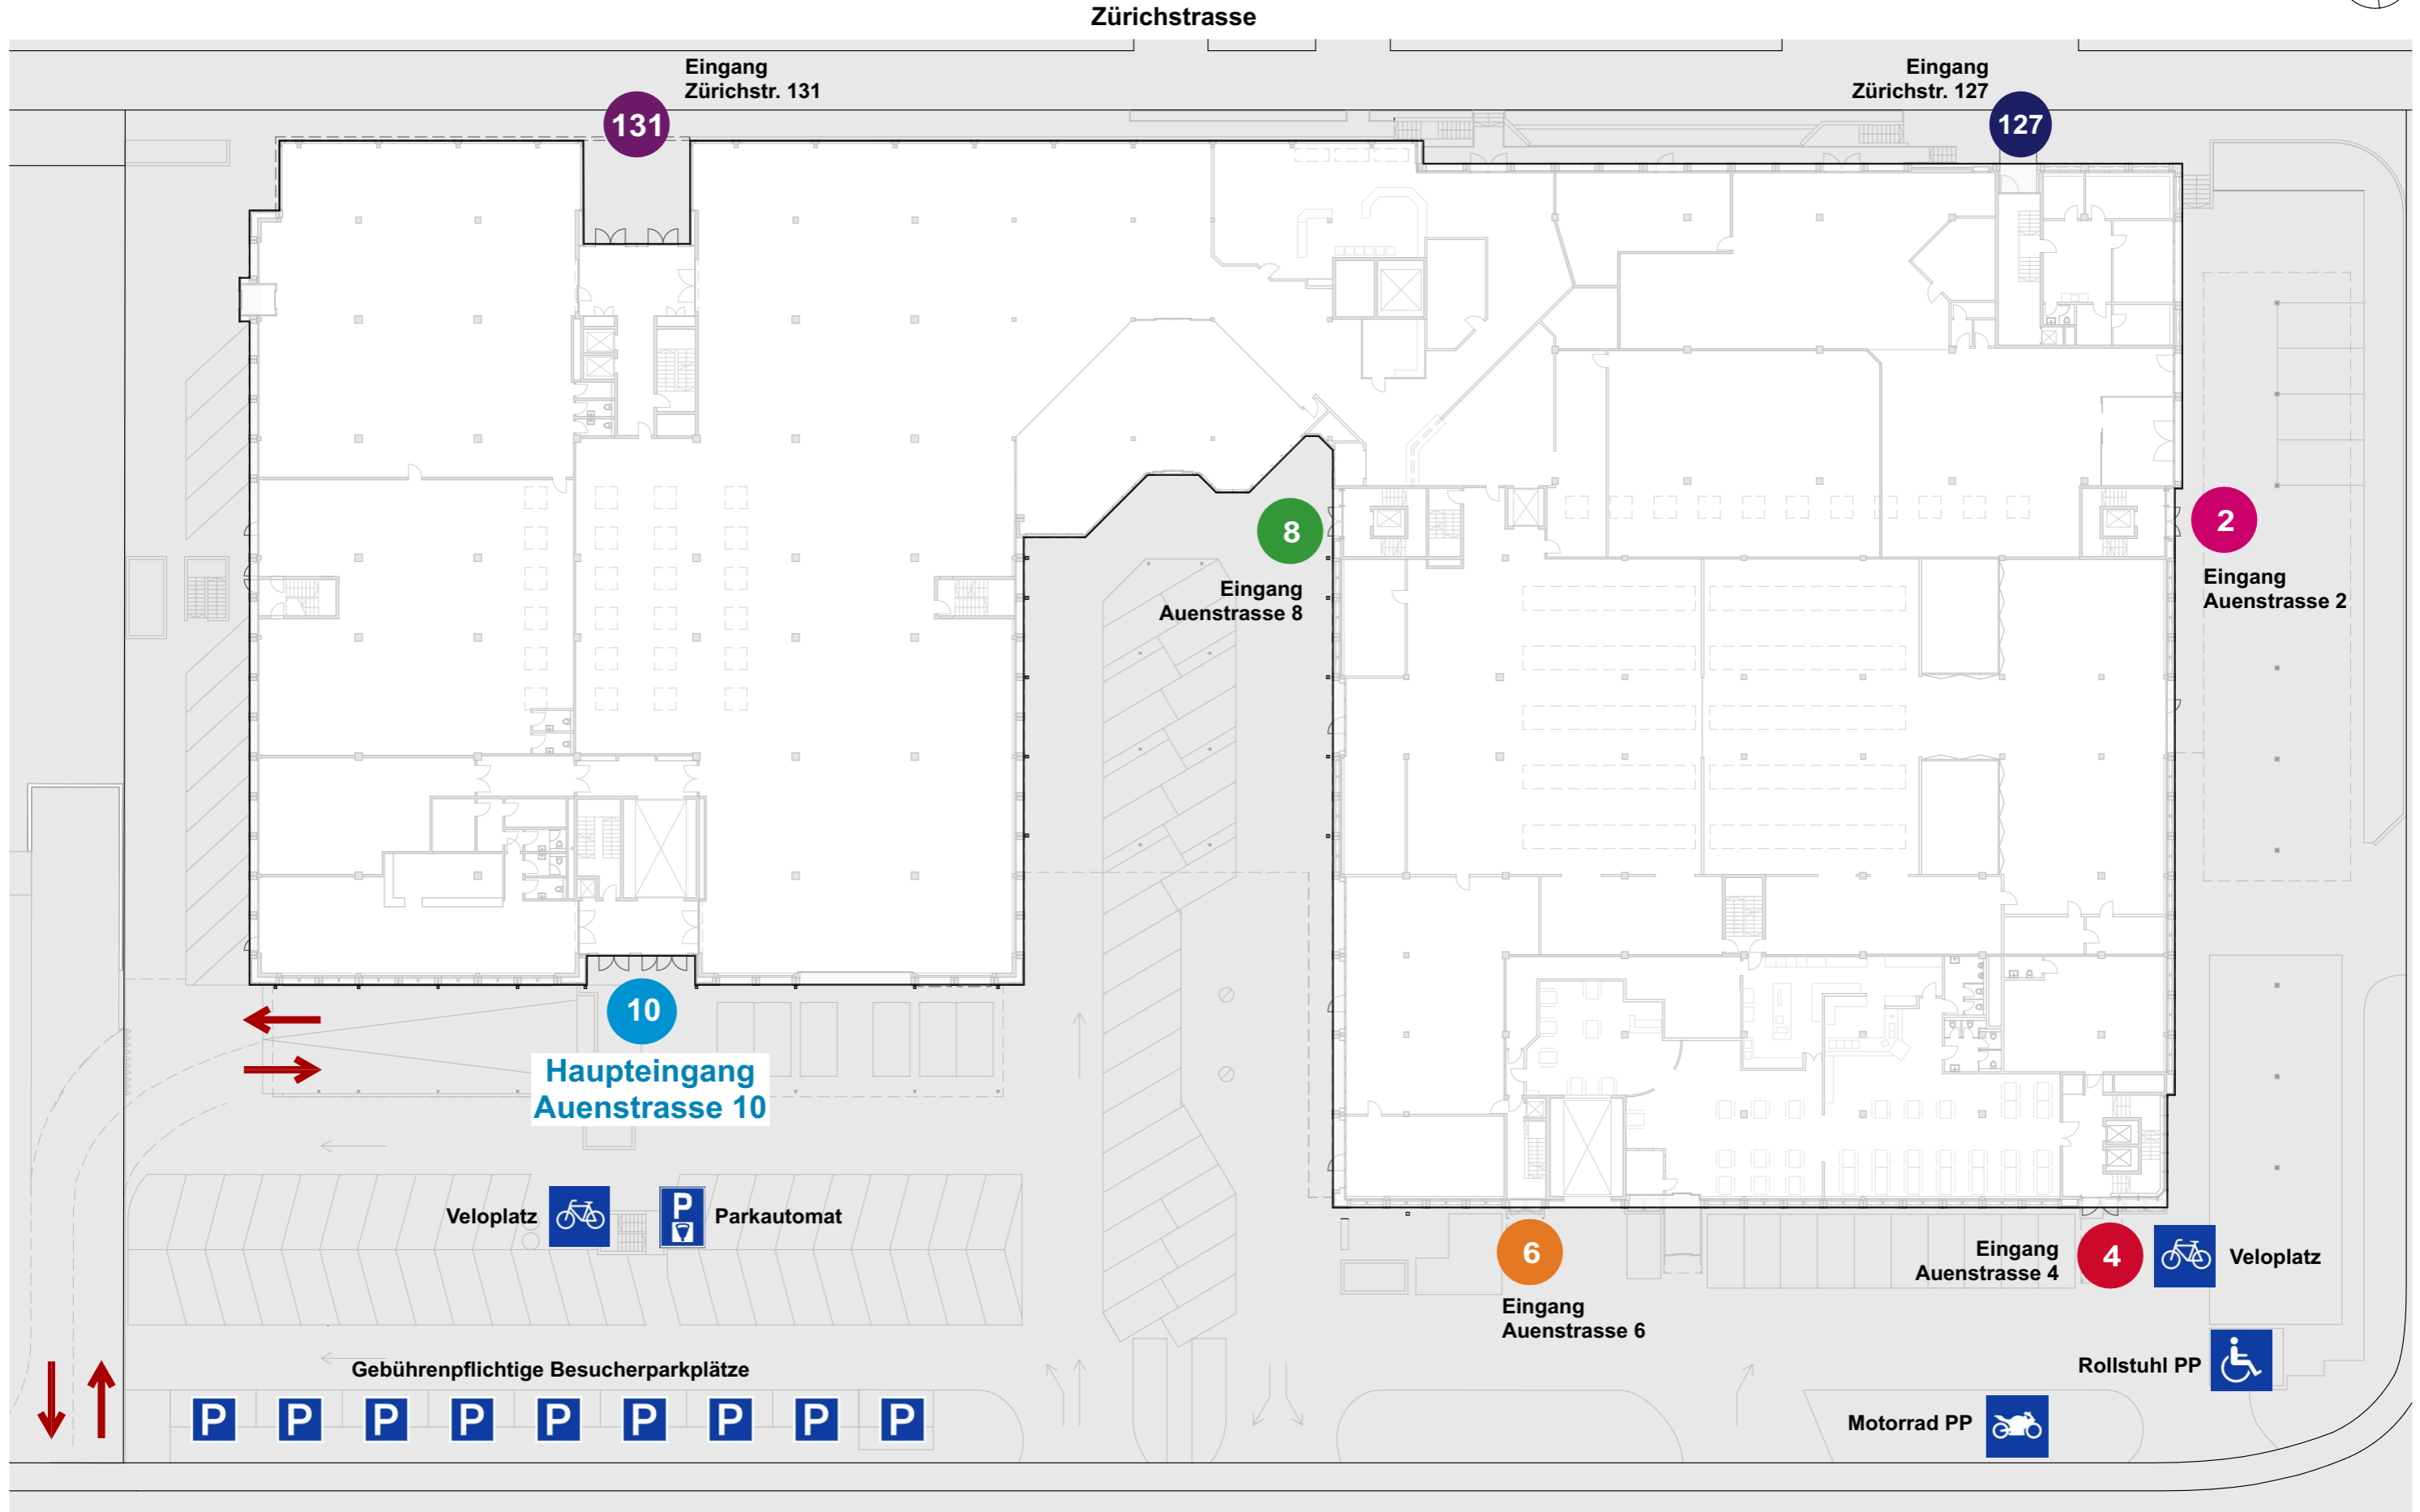 Zürichstrasse
Eingang
Zürichstr. 131
131
Eingang
Zürichstr. 127
127
8
Eingang
Auenstrasse 8
2
Eingang
Auenstrasse 2
10
Haupteingang
Auenstrasse 10
Veloplatz
P
Parkautomat
6
Eingang
Auenstrasse 6
Eingang
Auenstrasse 4
4
Veloplatz
Rollstuhl PP
Gebührenpflichtige Besucherparkplätze
P P P P P P P P P
Motorrad PP